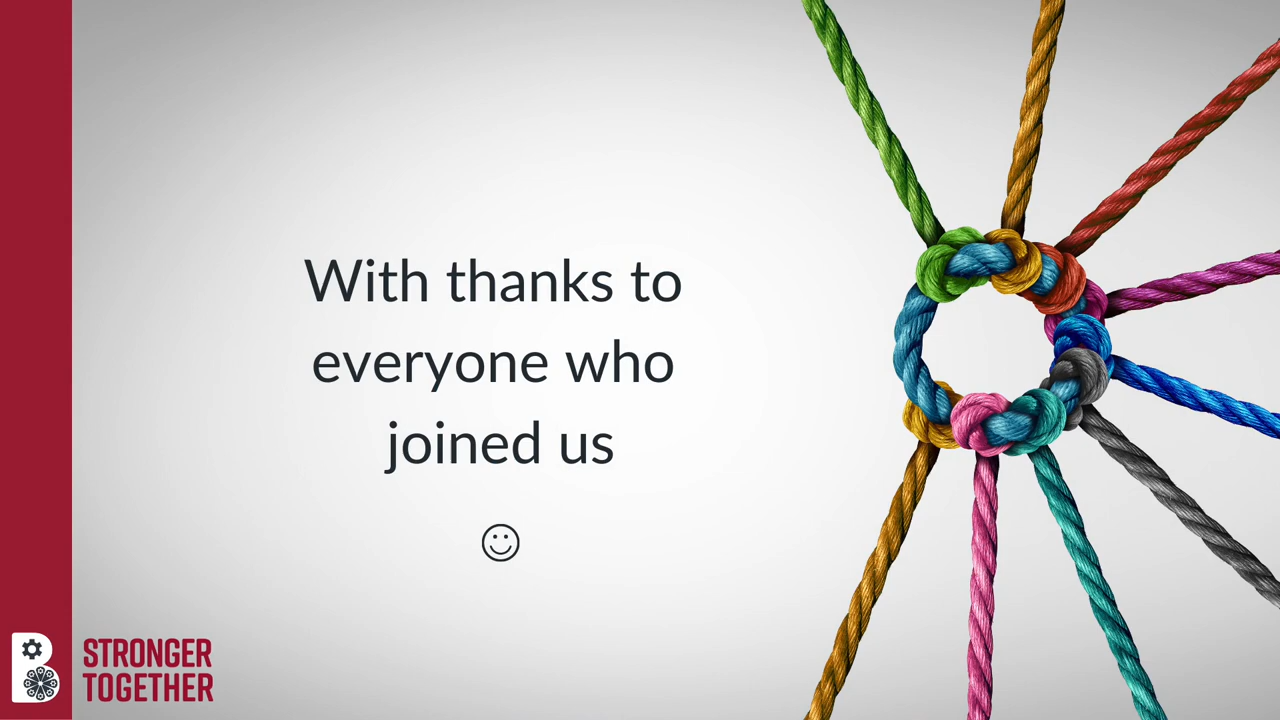 With thanks to
everyone who
joined us
☺
B STRONGER
TOGETHER